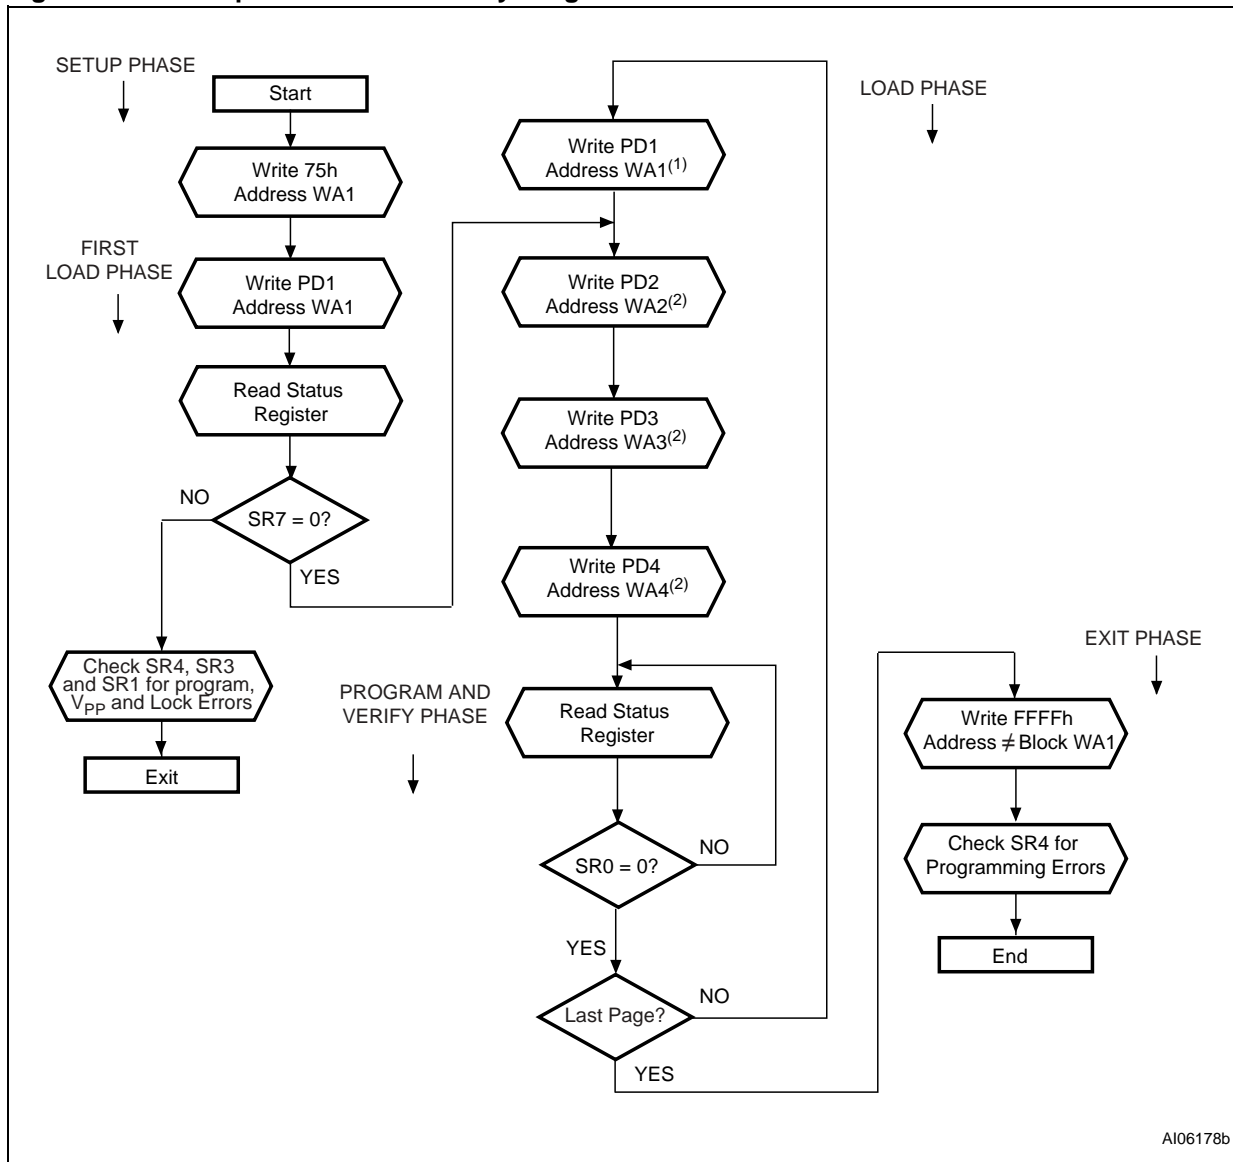 SETUP PHASE
Start
Write 75h
Address WA1
FIRST
LOAD PHASE
Write PD1
Address WA1
Read Status
Register
NO
SR7 = 0?
YES
Check SR4, SR3
and SR1 for program,
VPP and Lock Errors
Exit
LOAD PHASE
Write PD1
Address WA1(1)
Write PD2
Address WA2(2)
Write PD3
Address WA3(2)
Write PD4
Address WA4(2)
PROGRAM AND
VERIFY PHASE
Read Status
Register
NO
SR0 = 0?
YES
NO
Last Page?
YES
EXIT PHASE
Write FFFFh
Address ≠ Block WA1
Check SR4 for
Programming Errors
End
AI06178b